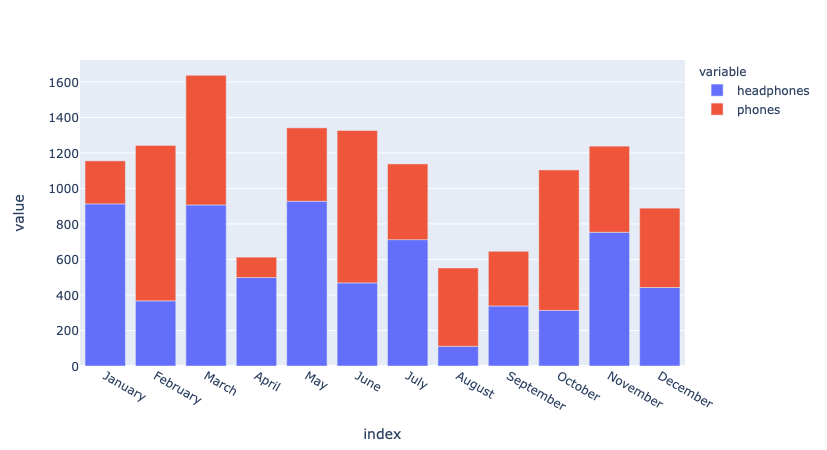 variable
headphones
phones
value
1600
1400
1200
1000
800
600
400
200
0
January
February
March
April
May
June
July
August
September
October
November
December
index